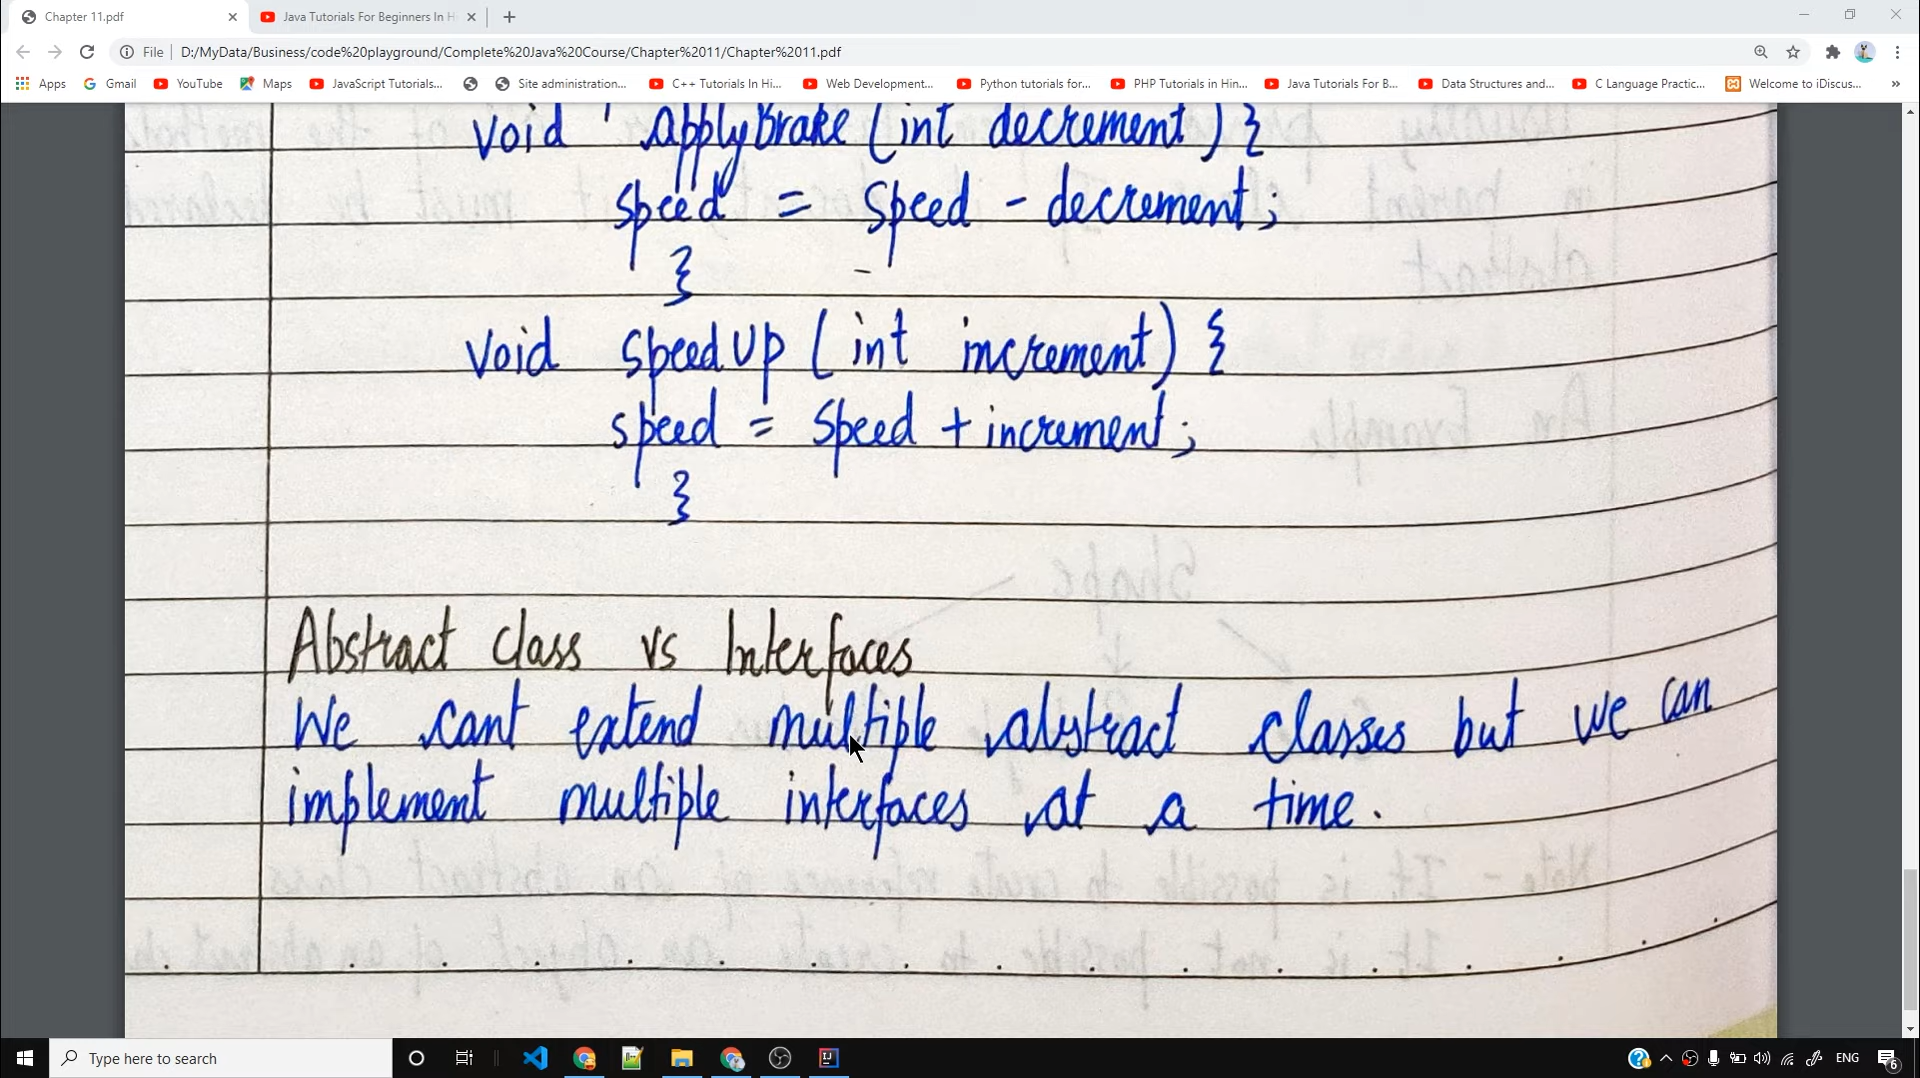 Chapter 11.pdf
Java Tutorials For Beginners In Hi
File
D:/MyData/Business/code%20playground/Complete%20Java%20Course/Chapter%2011/Chapter%2011.pdf
Apps Gmail YouTube Maps JavaScript Tutorials... Site administration... C++ Tutorials In Hi... Web Development... Python tutorials for... PHP Tutorials in Hin... Java Tutorials For B... Data Structures and... C Language Practic... Welcome to iDiscus... »
void applyBrake (int decrement) {
speed = speed - decrement;
}
void speedUp (int increment) {
speed = speed + increment;
}
Abstract class vs Interfaces
We cant extend multiple abstract classes but we can
implement multiple interfaces at a time.
Type here to search
ENG
6